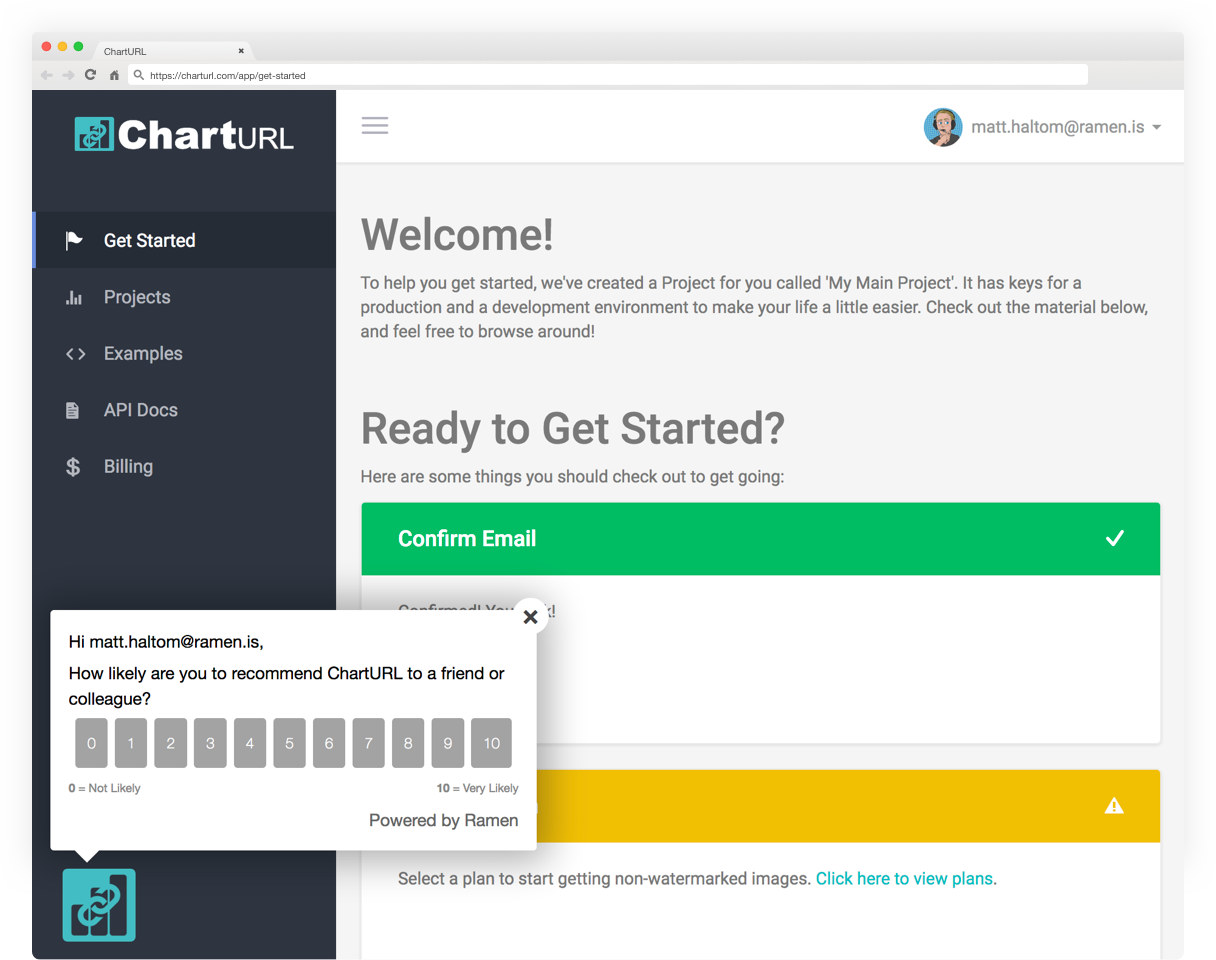 ChartURL
https://charturl.com/app/get-started
ChartURL
matt.haltom@ramen.is
Get Started
Projects
Examples
API Docs
Billing
Welcome!
To help you get started, we've created a Project for you called 'My Main Project'. It has keys for a
production and a development environment to make your life a little easier. Check out the material below,
and feel free to browse around!
Ready to Get Started?
Here are some things you should check out to get going:
Confirm Email
Confirmed!
Hi matt.haltom@ramen.is,
How likely are you to recommend ChartURL to a friend or
colleague?
0 1 2 3 4 5 6 7 8 9 10
0 = Not Likely 10 = Very Likely
Powered by Ramen
Select a plan to start getting non-watermarked images. Click here to view plans.